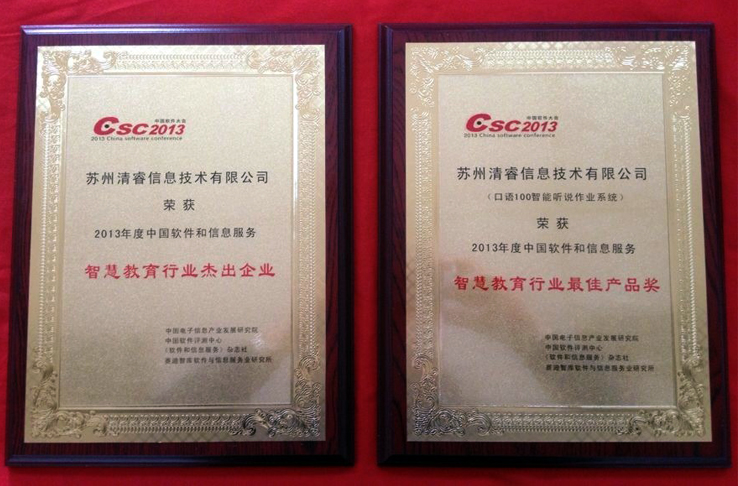 中国软件大会
CSC2013
2013 China software conference
苏州清睿信息技术有限公司
荣获
2013年度中国软件和信息服务
智慧教育行业杰出企业
中国电子信息产业发展研究院
中国软件评测中心
《软件和信息服务》杂志社
赛迪智库软件与信息服务业研究所
中国软件大会
CSC2013
2013 China software conference
苏州清睿信息技术有限公司
(口语100智能听说作业系统)
荣获
2013年度中国软件和信息服务
智慧教育行业最佳产品奖
中国电子信息产业发展研究院
中国软件评测中心
《软件和信息服务》杂志社
赛迪智库软件与信息服务业研究所